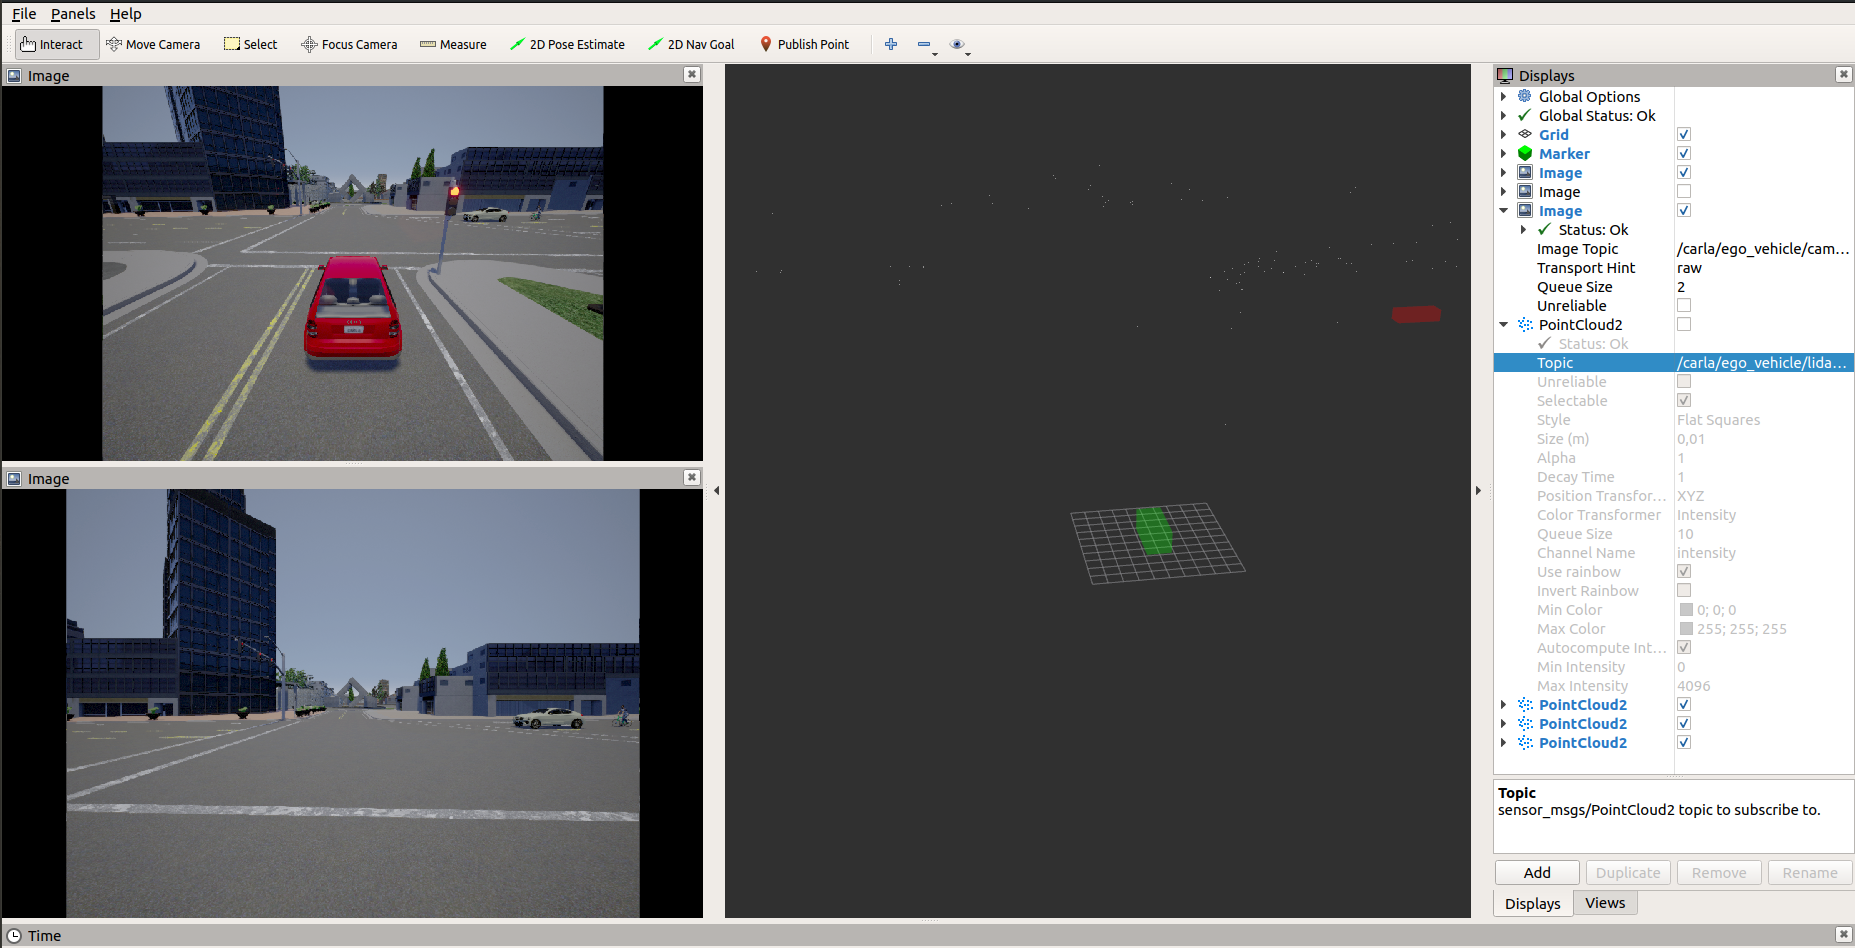 File Panels Help
Interact Move Camera Select Focus Camera Measure 2D Pose Estimate 2D Nav Goal Publish Point
Image
Image
Displays
Global Options
Global Status: Ok
Grid
Marker
Image
Image
Image
Status: Ok
Image Topic /carla/ego_vehicle/cam...
Transport Hint raw
Queue Size 2
Unreliable
PointCloud2
Status: Ok
Topic /carla/ego_vehicle/lida...
Unreliable
Selectable
Style Flat Squares
Size (m) 0,01
Alpha 1
Decay Time 1
Position Transfor... XYZ
Color Transformer Intensity
Queue Size 10
Channel Name intensity
Use rainbow
Invert Rainbow
Min Color 0; 0; 0
Max Color 255; 255; 255
Autocompute Int...
Min Intensity 0
Max Intensity 4096
PointCloud2
PointCloud2
PointCloud2
Topic
sensor_msgs/PointCloud2 topic to subscribe to.
Add Duplicate Remove Rename
Displays Views
Time